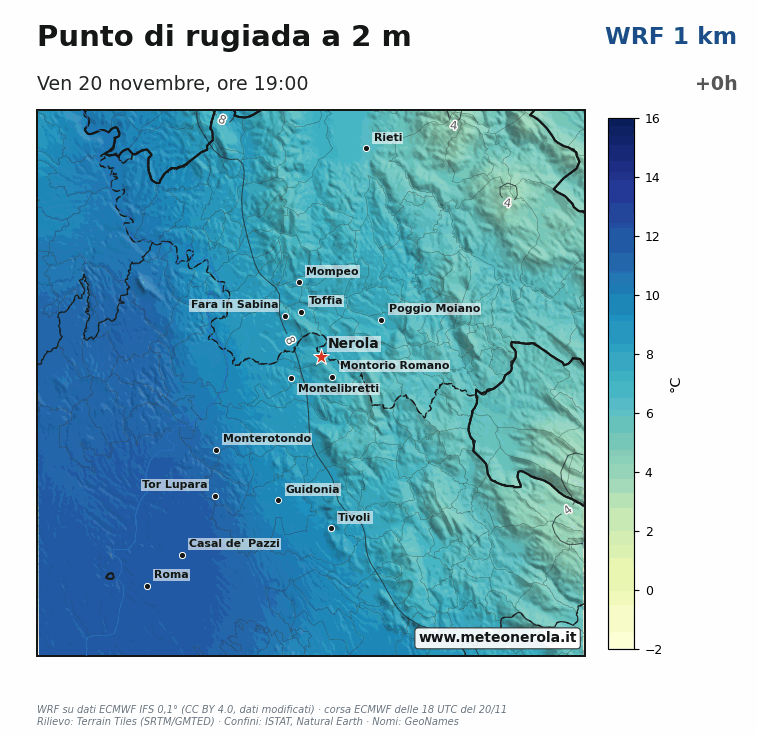 Punto di rugiada a 2 m
WRF 1 km
Ven 20 novembre, ore 19:00
+0h
8
4
Rieti
4
Mompeo
Toffia
Fara in Sabina
Poggio Moiano
8
Nerola
Montorio Romano
Montelibretti
Monterotondo
Tor Lupara
Guidonia
4
Tivoli
Casal de' Pazzi
Roma
www.meteonerola.it
16
14
12
10
8
6
4
2
0
−2
°C
WRF su dati ECMWF IFS 0,1° (CC BY 4.0, dati modificati) · corsa ECMWF delle 18 UTC del 20/11
Rilievo: Terrain Tiles (SRTM/GMTED) · Confini: ISTAT, Natural Earth · Nomi: GeoNames